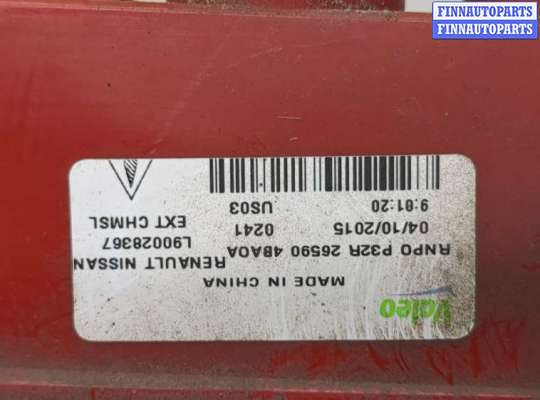 FINNAUTOPARTS
FINNAUTOPARTS
Valeo
MADE IN CHINA
RENAULT NISSAN
RNPO P32R 26590 4BA0A
L90028367
04/10/2015 0241
EXT CHMSL
9:01:20 US03